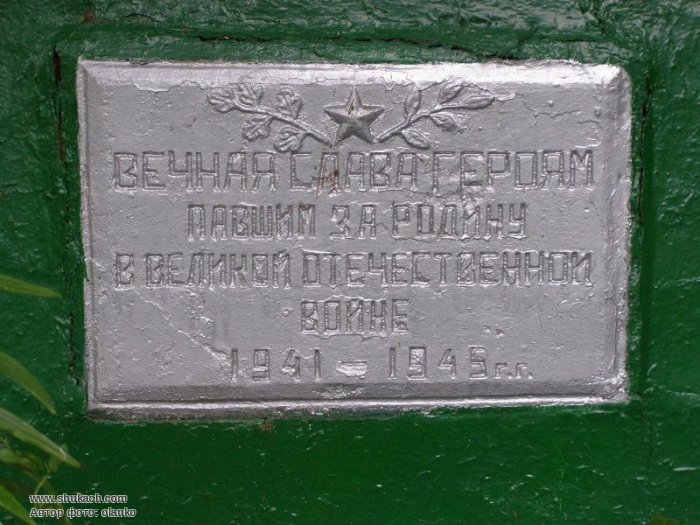 ВЕЧНАЯ СЛАВА ГЕРОЯМ
ПАВШИМ ЗА РОДИНУ
В ВЕЛИКОЙ ОТЕЧЕСТВЕННОЙ
ВОЙНЕ
1941 - 1945 г.г.
www.shukach.com
Автор фото: olanko